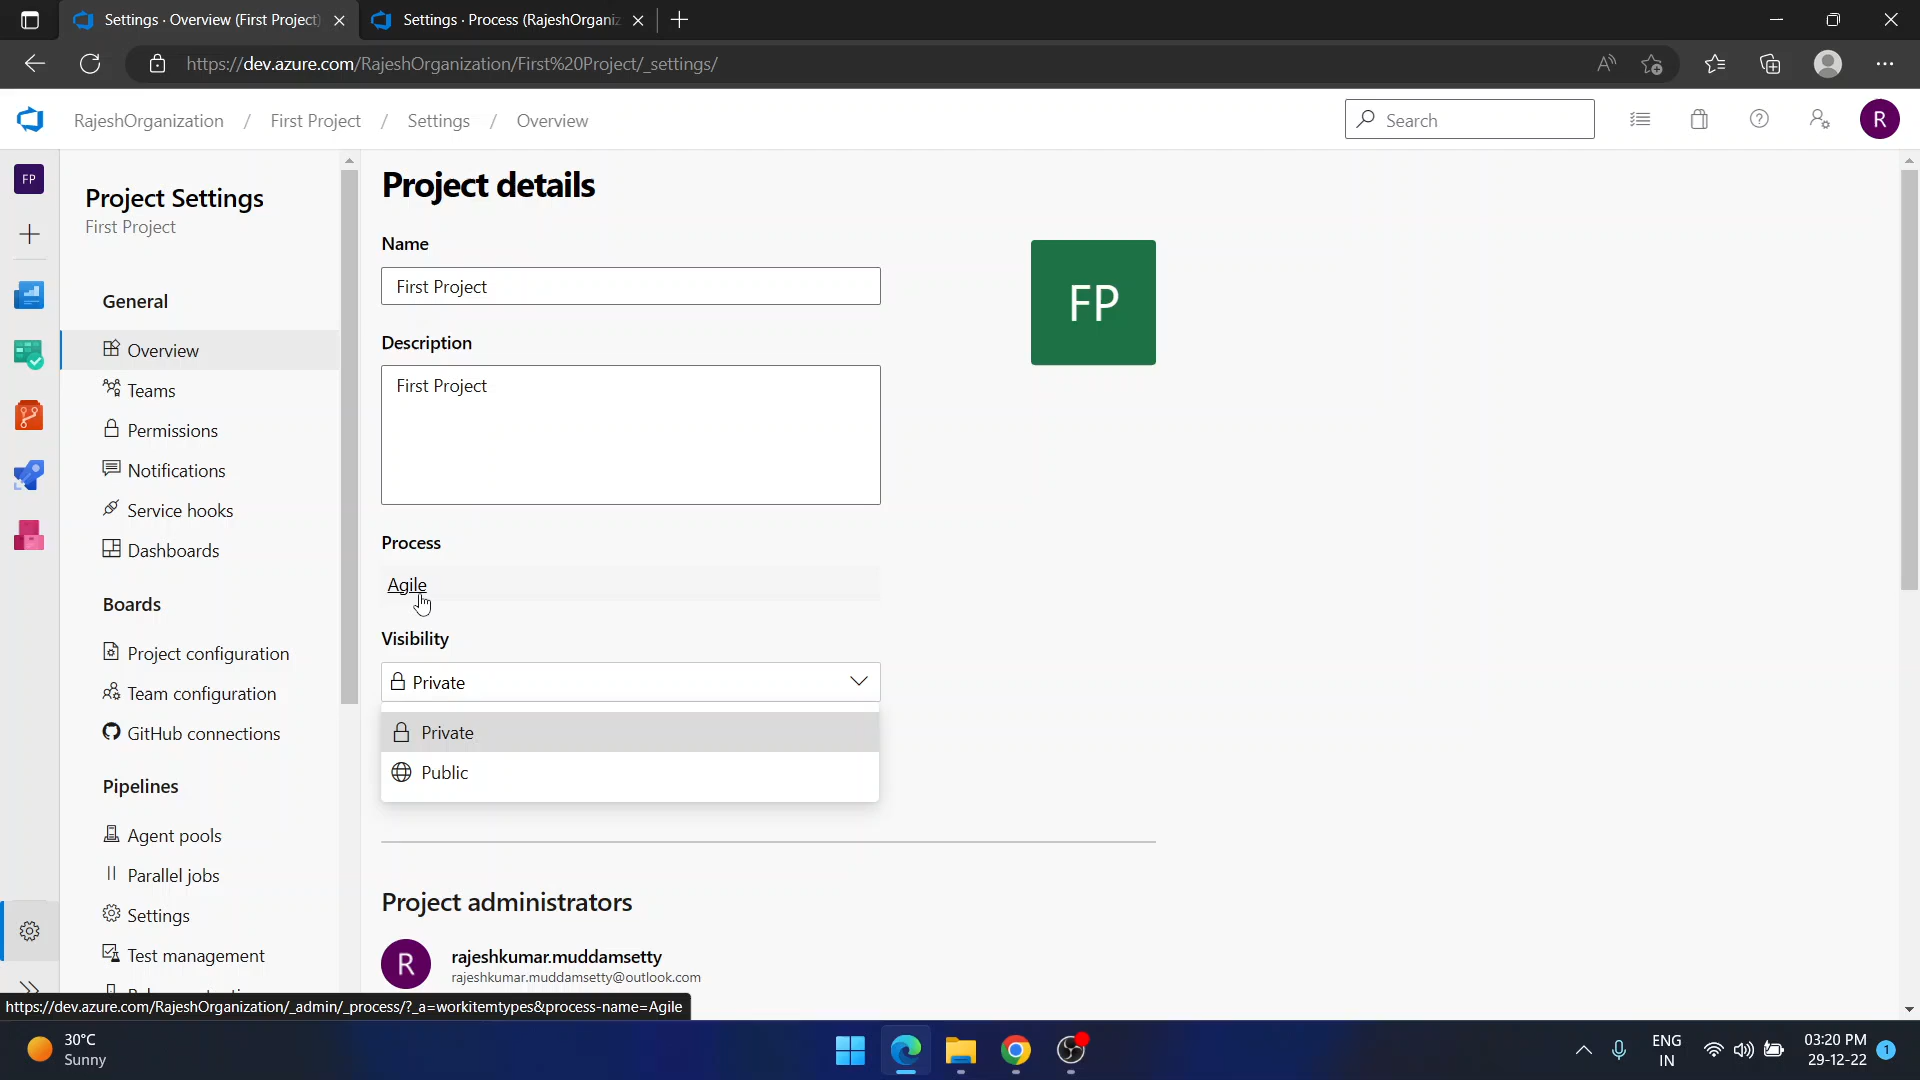 Settings · Overview (First Project)
Settings · Process (RajeshOrganiz
https://dev.azure.com/RajeshOrganization/First%20Project/_settings/
RajeshOrganization / First Project / Settings / Overview
Search
R
FP
Project Settings
First Project
General
Overview
Teams
Permissions
Notifications
Service hooks
Dashboards
Boards
Project configuration
Team configuration
GitHub connections
Pipelines
Agent pools
Parallel jobs
Settings
Test management
Project details
Name
First Project
FP
Description
First Project
Process
Agile
Visibility
Private
Private
Public
Project administrators
R
rajeshkumar.muddamsetty
rajeshkumar.muddamsetty@outlook.com
https://dev.azure.com/RajeshOrganization/_admin/_process/?_a=workitemtypes&process-name=Agile
30°C
Sunny
ENG
IN
03:20 PM
29-12-22
1